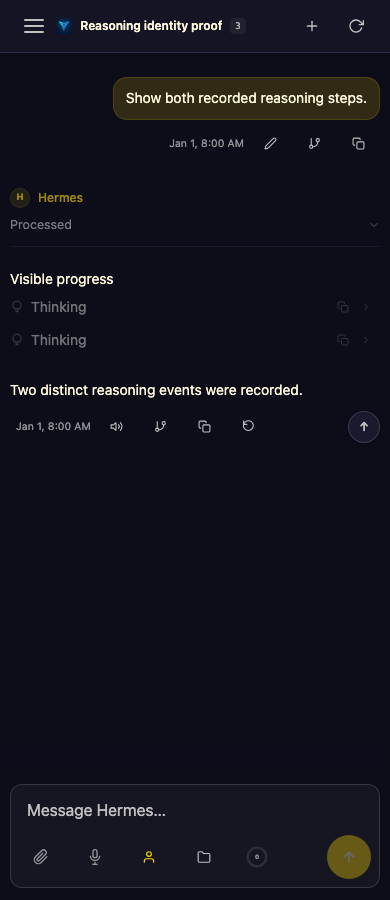 Reasoning identity proof 3
Show both recorded reasoning steps.
Jan 1, 8:00 AM
H Hermes
Processed
Visible progress
Thinking
Thinking
Two distinct reasoning events were recorded.
Jan 1, 8:00 AM
Message Hermes...
0